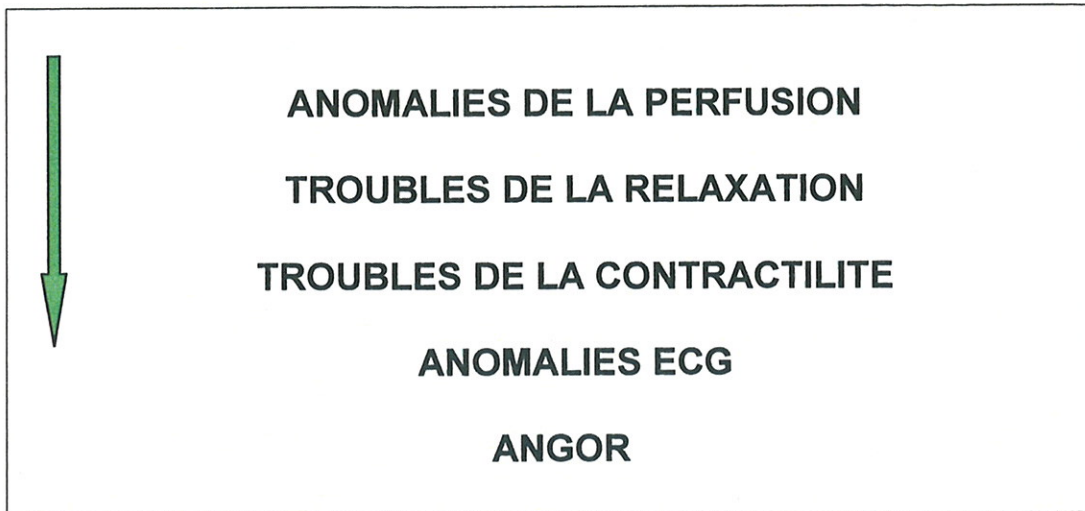 ANOMALIES DE LA PERFUSION
TROUBLES DE LA RELAXATION
TROUBLES DE LA CONTRACTILITE
ANOMALIES ECG
ANGOR